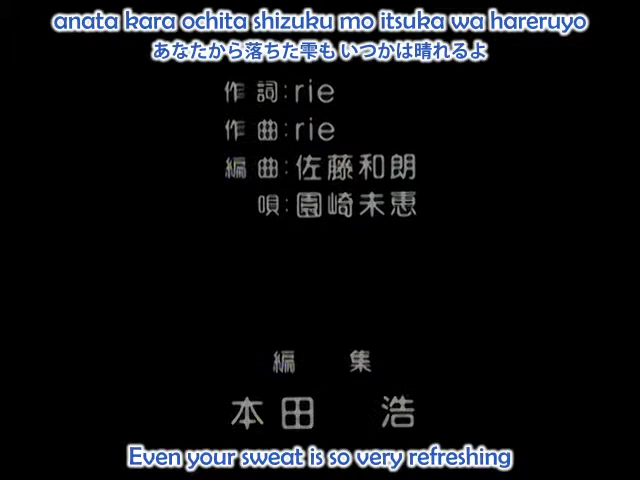 anata kara ochita shizuku mo itsuka wa hareruyo
あなたから落ちた雫も いつかは晴れるよ
作 詞:rie
作 曲:rie
編 曲:佐藤和朗
唄:園崎未恵
編 集
本田 浩
Even your sweat is so very refreshing